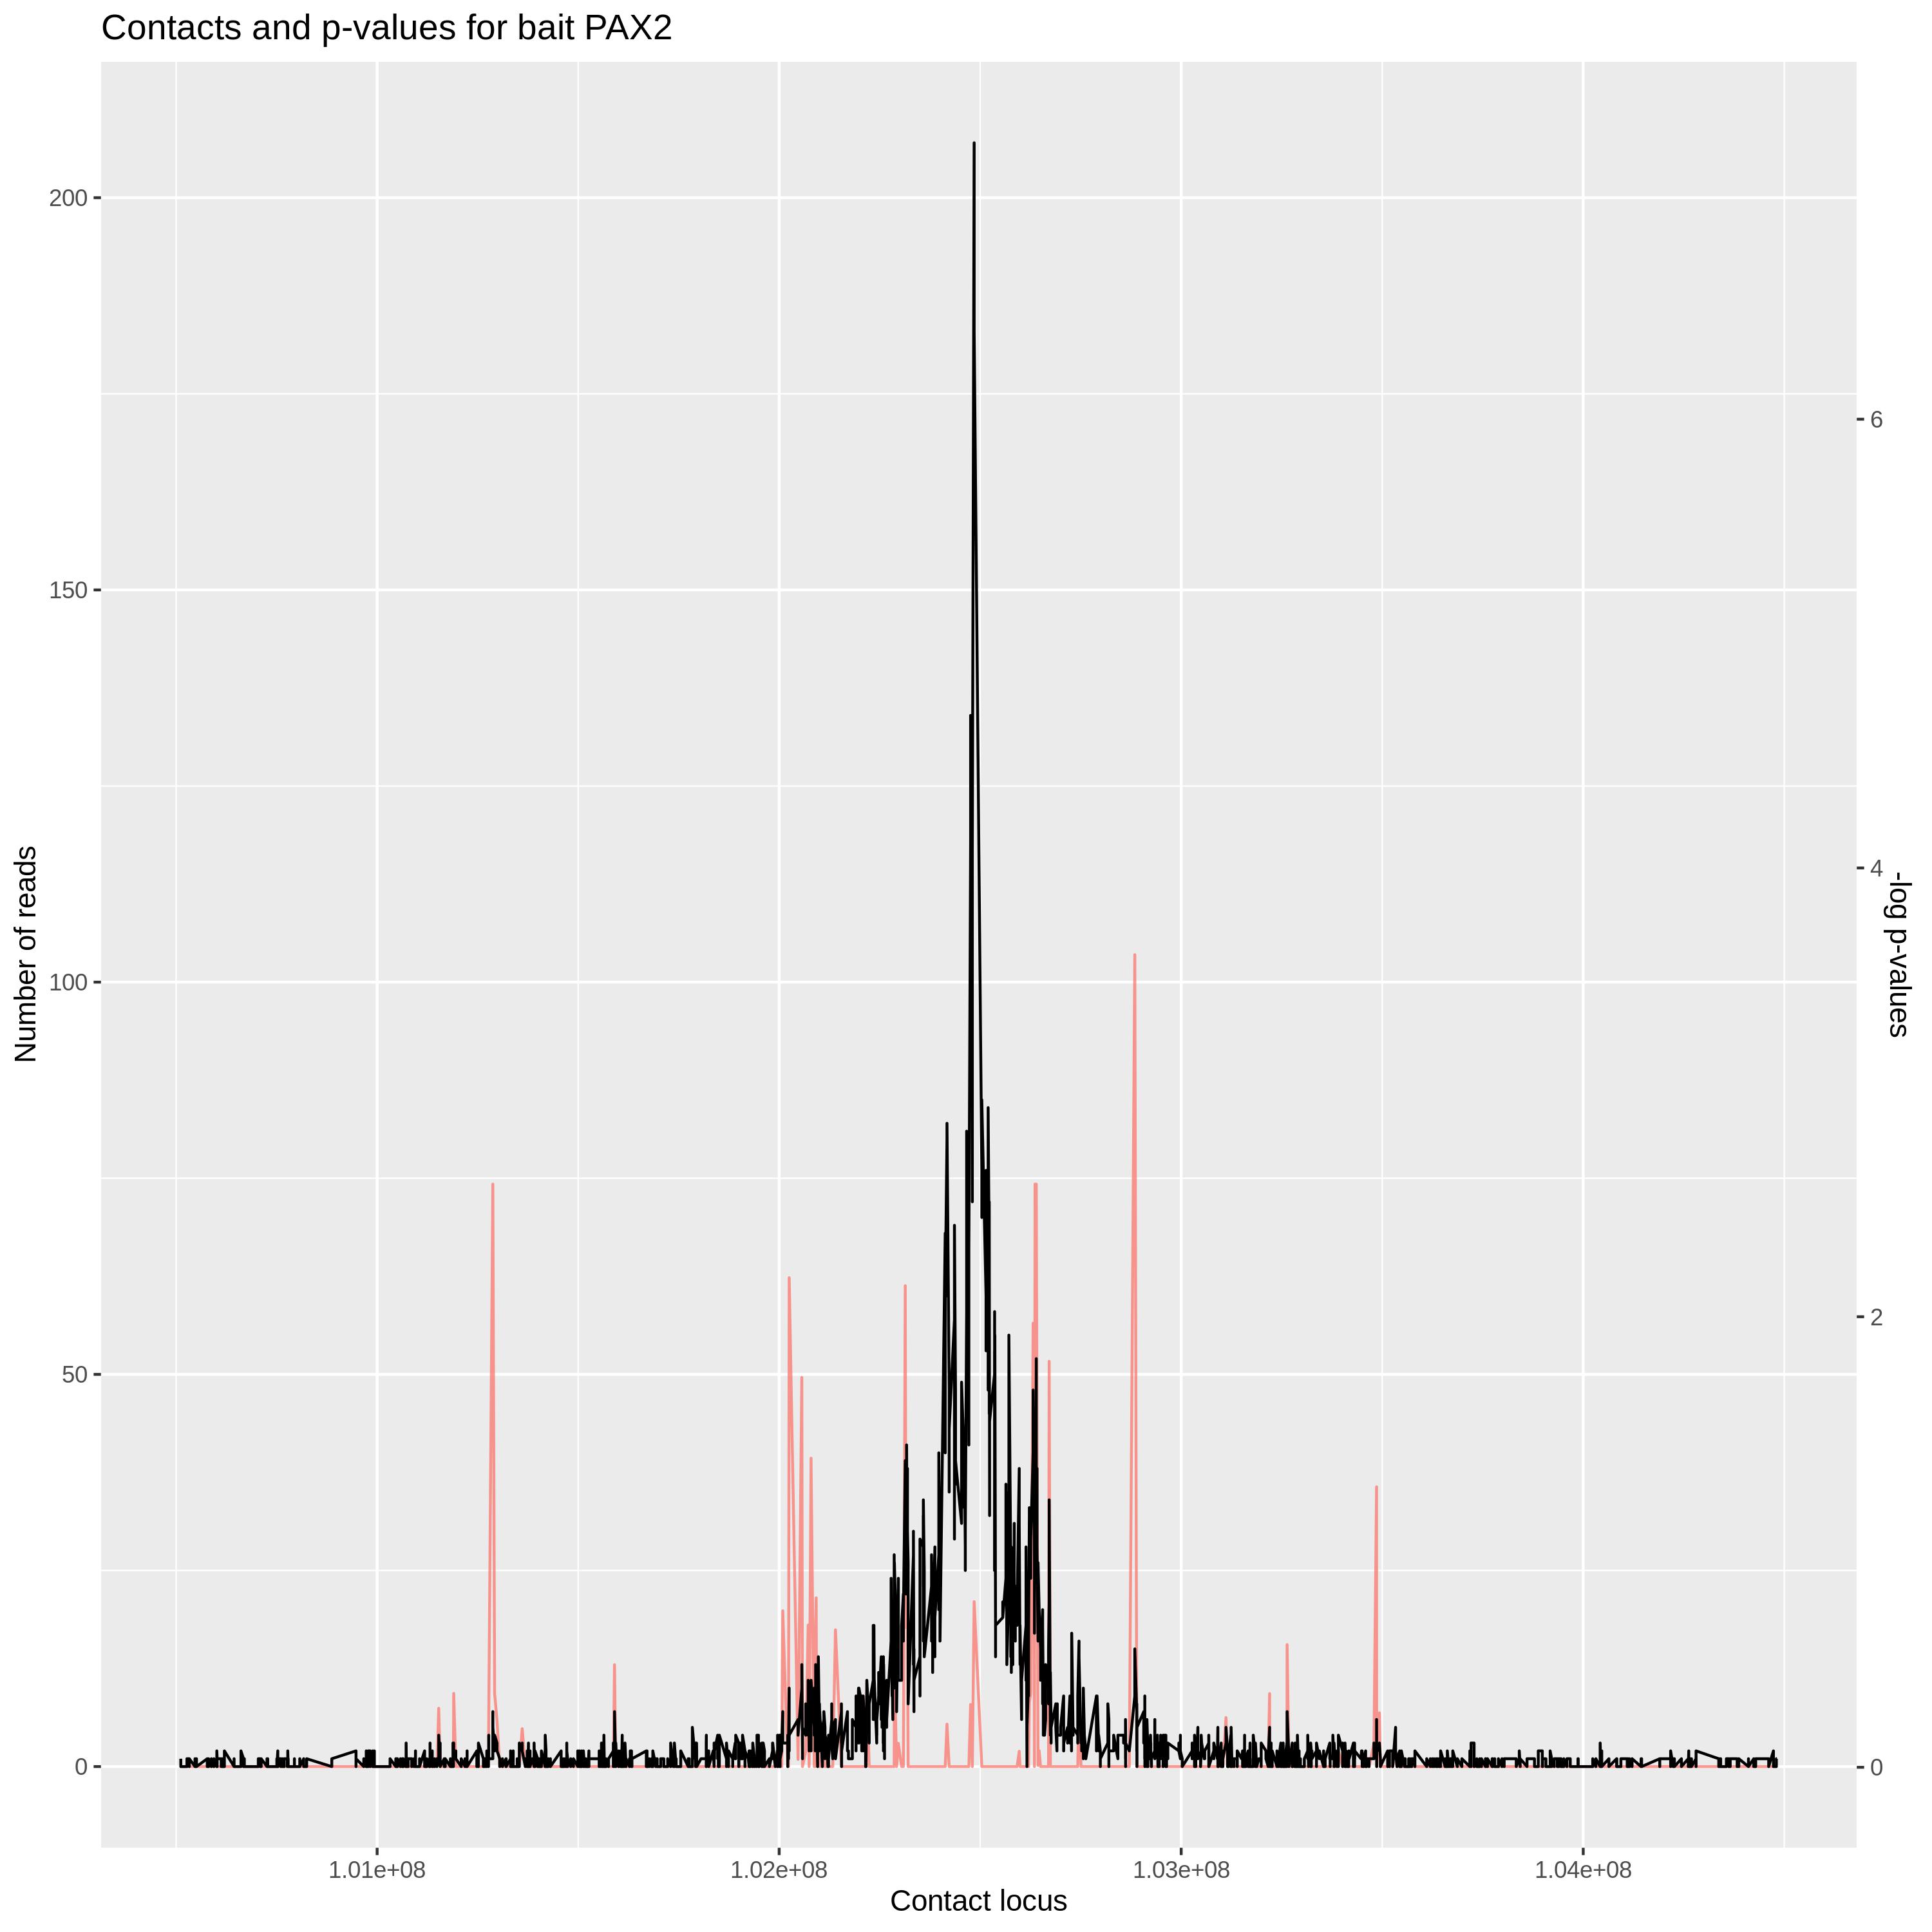 Contacts and p-values for bait PAX2
200
150
100
50
0
Number of reads
6
4
2
0
-log p-values
1.01e+08
1.02e+08
1.03e+08
1.04e+08
Contact locus